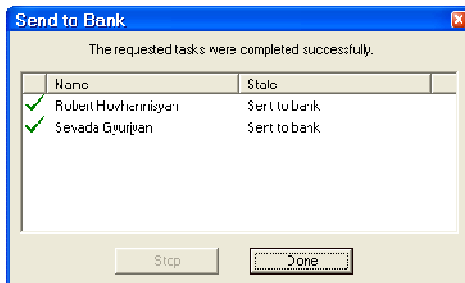 Send to Bank
The requested tasks were completed successfully.
Name State
Robert Hovhannisyan Sent to bank
Sevada Gyurjyan Sent to bank
Stop Done